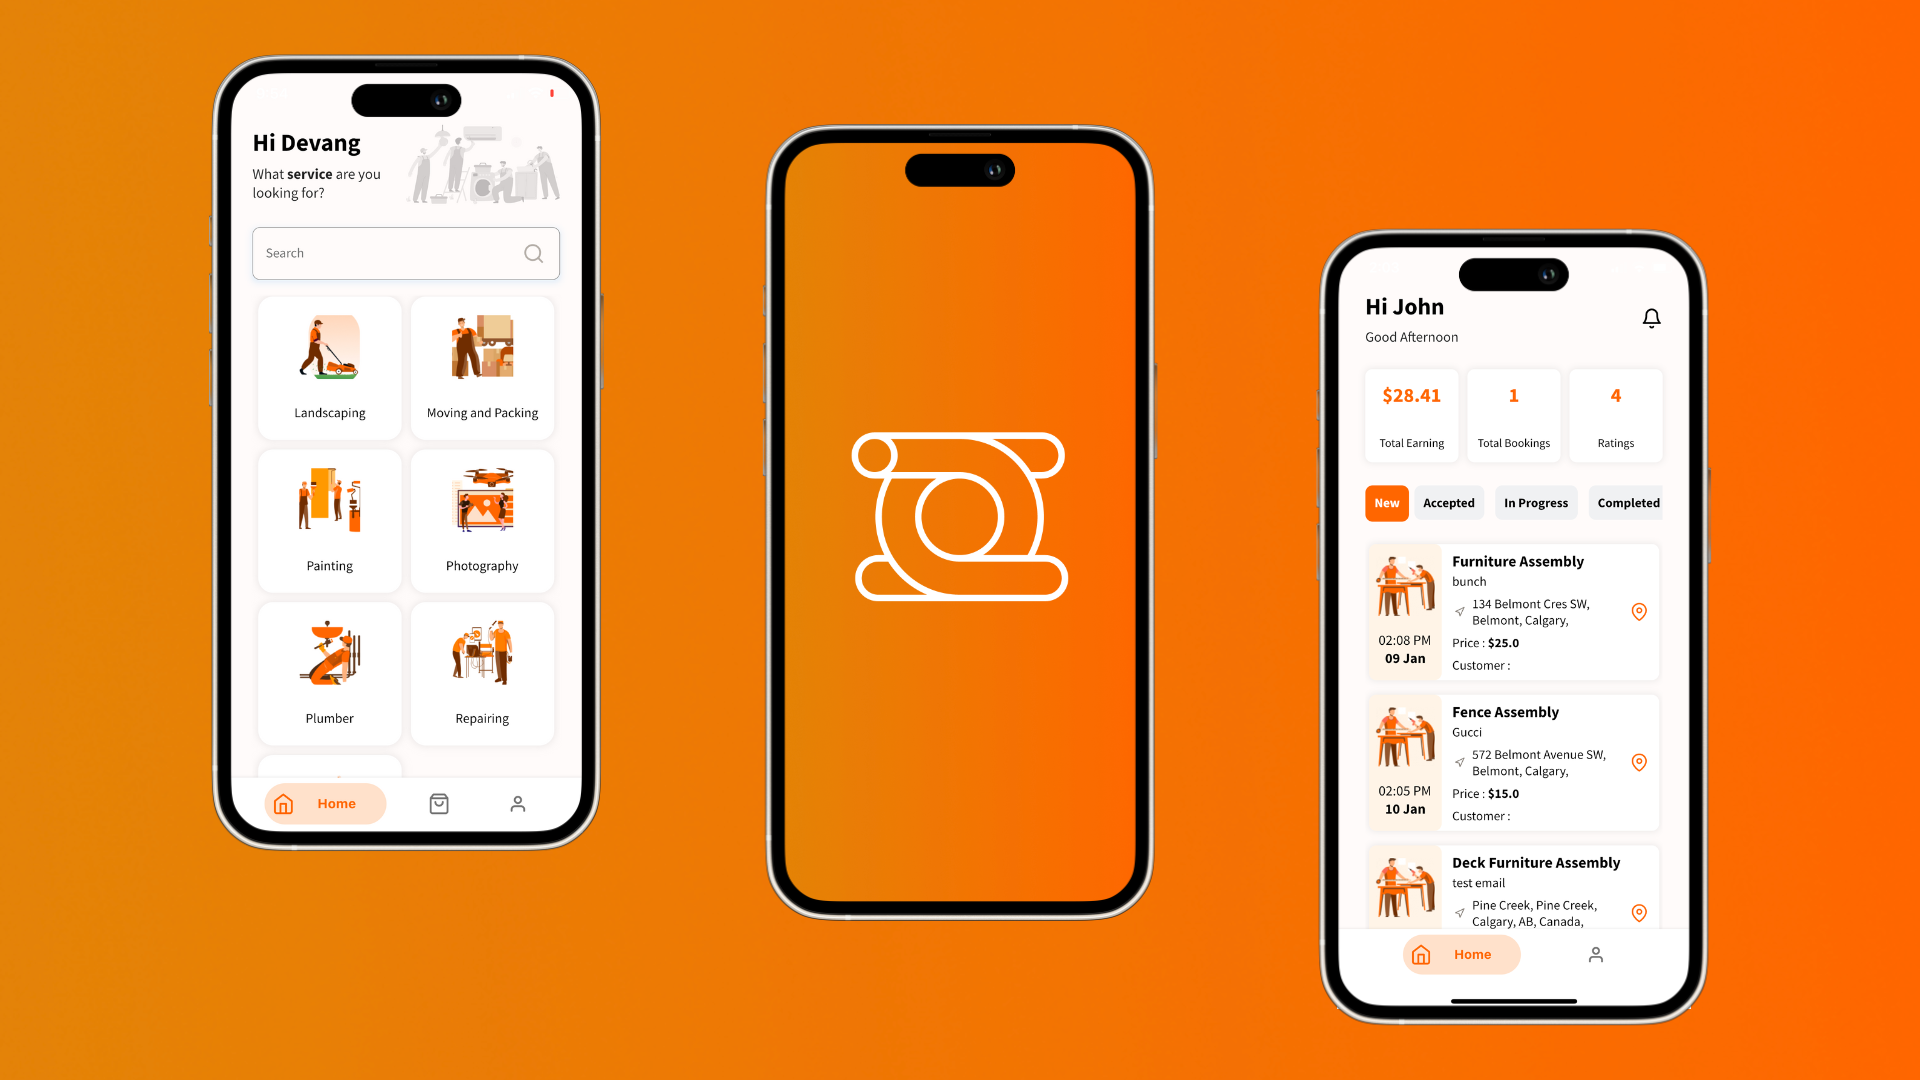 Hi Devang
What service are you
looking for?
Search
Landscaping
Moving and Packing
Painting
Photography
Plumber
Repairing
Home
Hi John
Good Afternoon
$28.41
Total Earning
1
Total Bookings
4
Ratings
New
Accepted
In Progress
Completed
Furniture Assembly
bunch
134 Belmont Cres SW,
Belmont, Calgary,
02:08 PM
Price : $25.0
09 Jan
Customer :
Fence Assembly
Gucci
572 Belmont Avenue SW,
Belmont, Calgary,
02:05 PM
Price : $15.0
10 Jan
Customer :
Deck Furniture Assembly
test email
Pine Creek, Pine Creek,
Calgary, AB, Canada,
Home